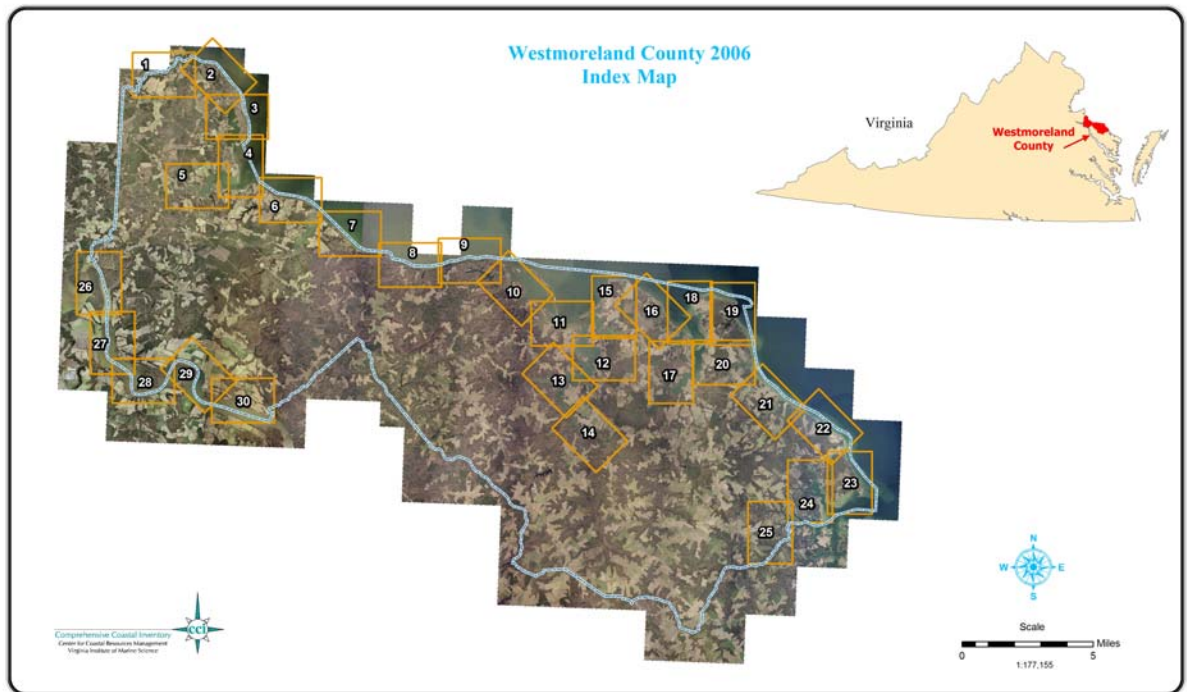 Westmoreland County 2006
Index Map
Virginia
Westmoreland
County
1
2
3
4
5
6
7
8
9
10
11
15
16
18
19
12
13
17
20
14
21
22
23
24
25
26
27
28
29
30
N
W
E
S
Scale
Miles
0
5
1:177,155
cci
Comprehensive Coastal Inventory
Center for Coastal Resources Management
Virginia Institute of Marine Science